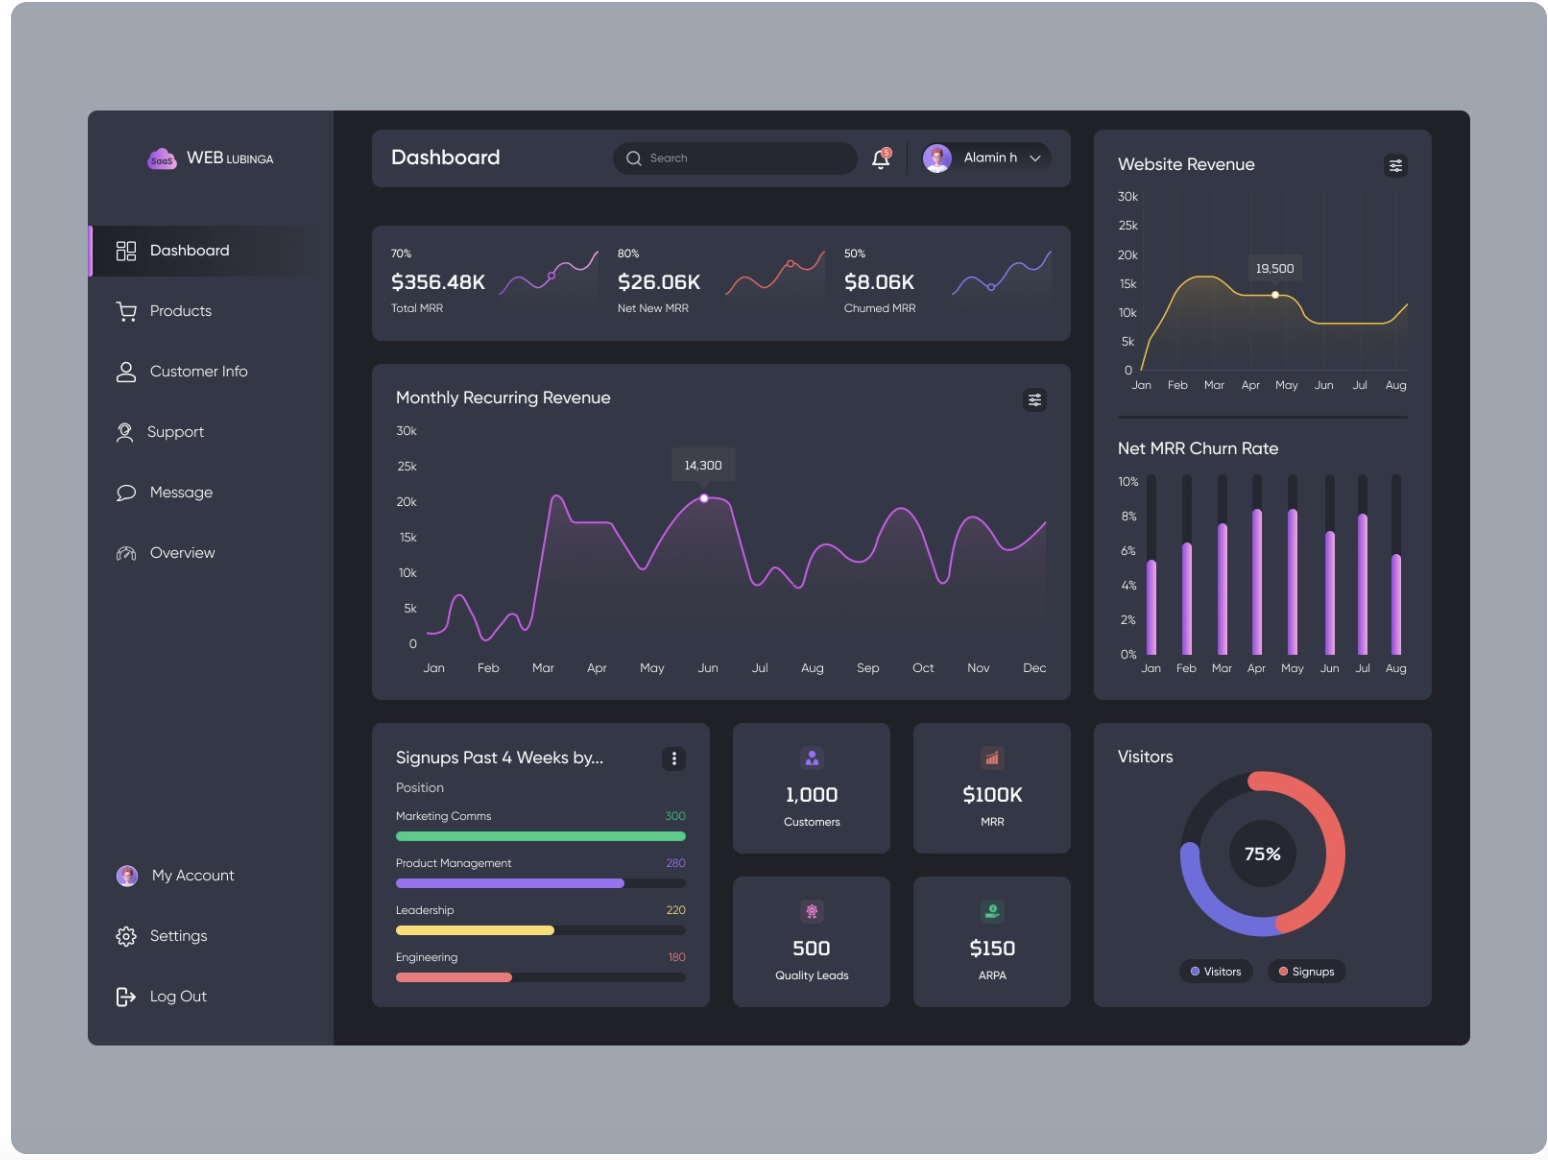 SaaS WEB LUBINGA
Dashboard
Products
Customer Info
Support
Message
Overview
My Account
Settings
Log Out
Dashboard
Search
5
Alamin h
70%
$356.48K
Total MRR
80%
$26.06K
Net New MRR
50%
$8.06K
Chumed MRR
Monthly Recurring Revenue
30k
25k
20k
15k
10k
5k
0
14,300
Jan Feb Mar Apr May Jun Jul Aug Sep Oct Nov Dec
Website Revenue
30k
25k
20k
15k
10k
5k
0
19,500
Jan Feb Mar Apr May Jun Jul Aug
Net MRR Churn Rate
10%
8%
6%
4%
2%
0%
Jan Feb Mar Apr May Jun Jul Aug
Signups Past 4 Weeks by...
Position
Marketing Comms 300
Product Management 280
Leadership 220
Engineering 180
1,000
Customers
$100K
MRR
500
Quality Leads
$150
ARPA
Visitors
75%
Visitors Signups